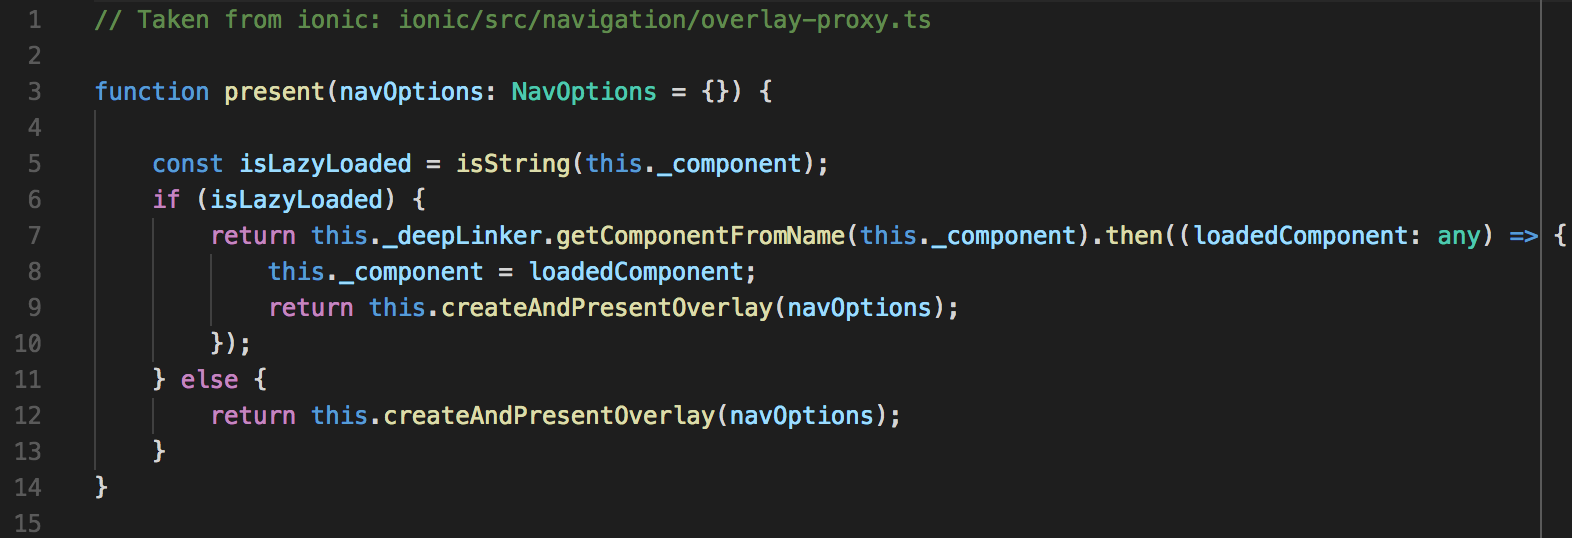 1 // Taken from ionic: ionic/src/navigation/overlay-proxy.ts
2
3 function present(navOptions: NavOptions = {}) {
4
5     const isLazyLoaded = isString(this._component);
6     if (isLazyLoaded) {
7         return this._deepLinker.getComponentFromName(this._component).then((loadedComponent: any) => {
8             this._component = loadedComponent;
9             return this.createAndPresentOverlay(navOptions);
10         });
11     } else {
12         return this.createAndPresentOverlay(navOptions);
13     }
14 }
15